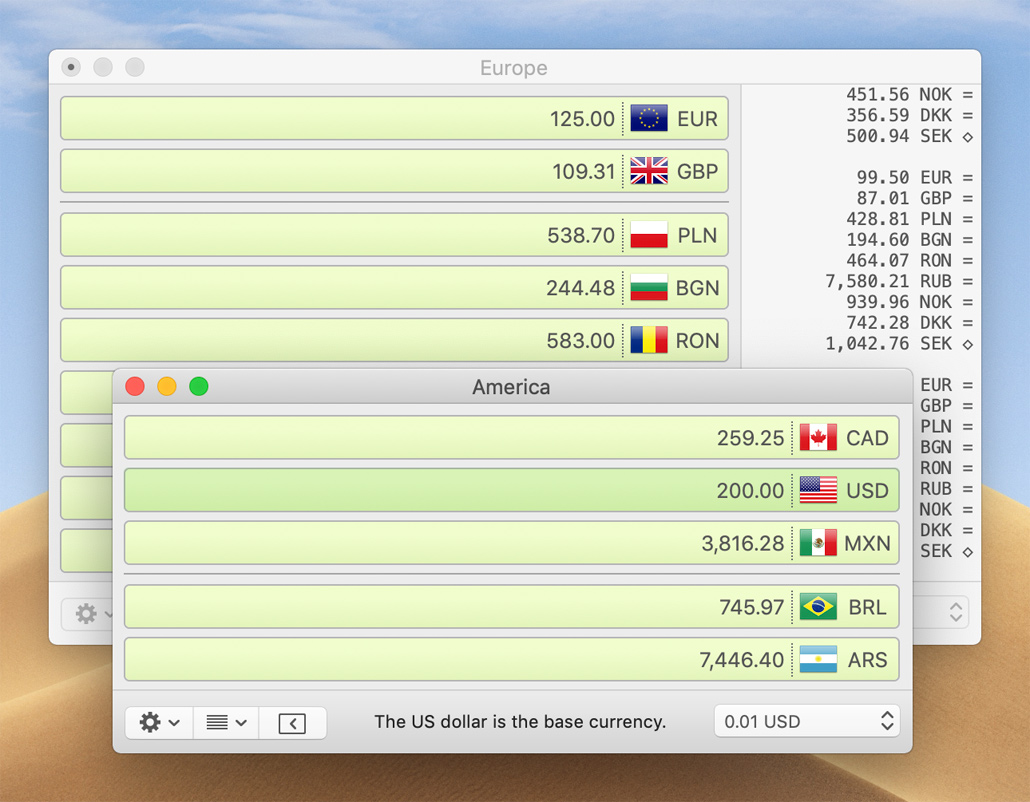 Europe
125.00 EUR
109.31 GBP
538.70 PLN
244.48 BGN
583.00 RON
451.56 NOK =
356.59 DKK =
500.94 SEK ◇
99.50 EUR =
87.01 GBP =
428.81 PLN =
194.60 BGN =
464.07 RON =
7,580.21 RUB =
939.96 NOK =
742.28 DKK =
1,042.76 SEK ◇
EUR =
GBP =
PLN =
BGN =
RON =
RUB =
NOK =
DKK =
SEK ◇
America
259.25 CAD
200.00 USD
3,816.28 MXN
745.97 BRL
7,446.40 ARS
The US dollar is the base currency.
0.01 USD